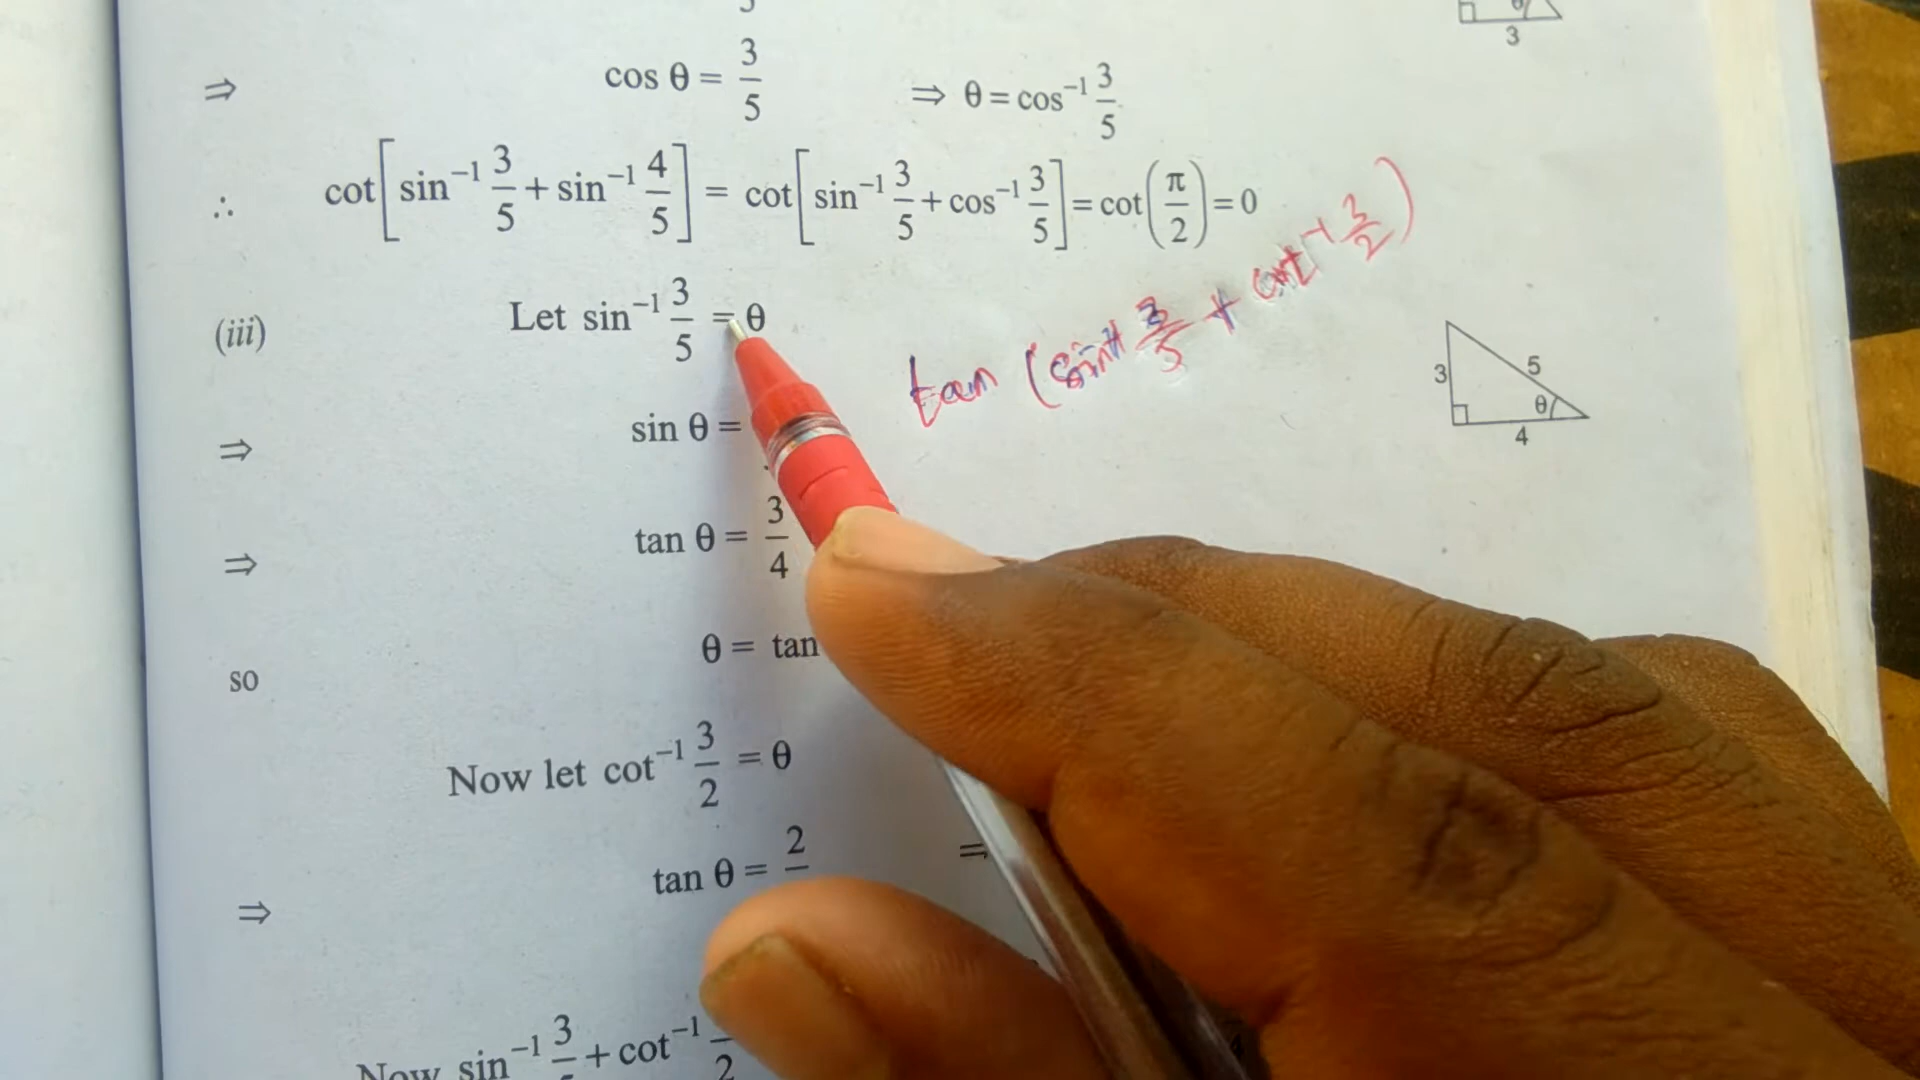 3
⇒ cos θ = 3/5 ⇒ θ = cos⁻¹ 3/5
∴ cot[sin⁻¹ 3/5 + sin⁻¹ 4/5] = cot[sin⁻¹ 3/5 + cos⁻¹ 3/5] = cot(π/2) = 0
(iii) Let sin⁻¹ 3/5 = θ
tan (sin⁻¹ 3/5 + cot⁻¹ 3/2)
3 5 θ 4
⇒ sin θ =
⇒ tan θ = 3/4
so θ = tan
Now let cot⁻¹ 3/2 = θ
⇒ tan θ = 2
Now sin⁻¹ 3 + cot⁻¹ 2